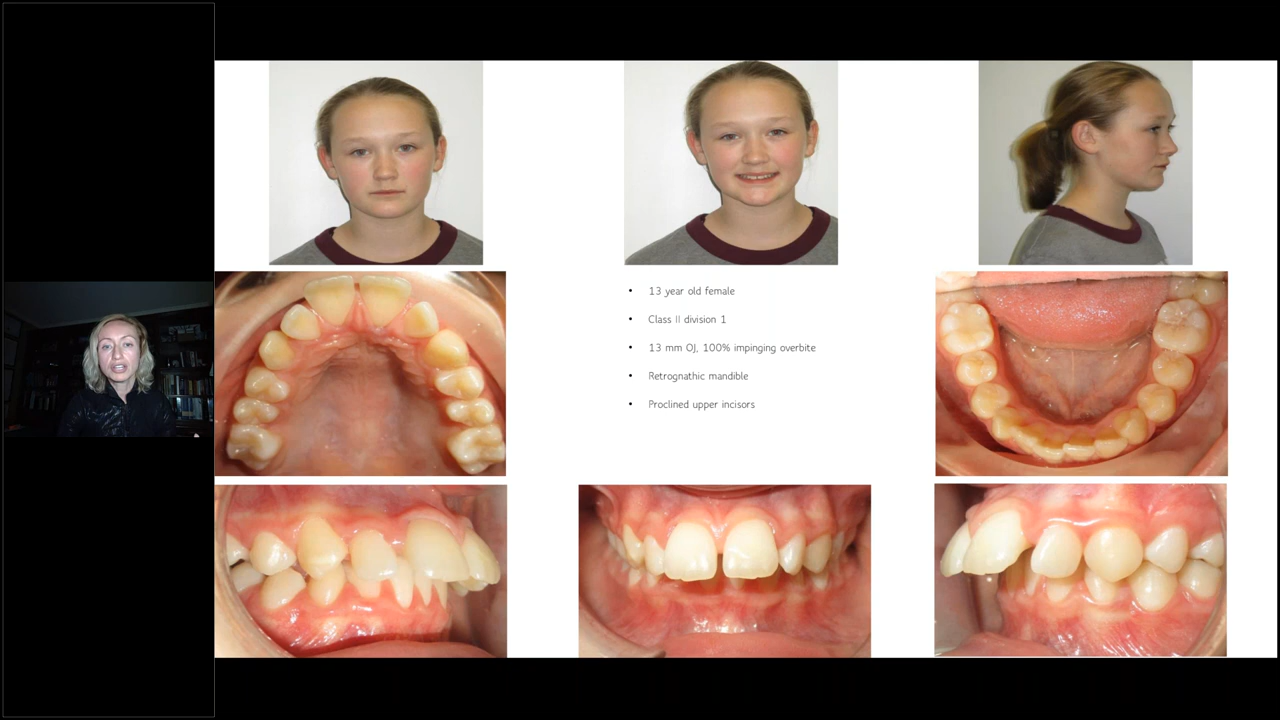 13 year old female
Class II division 1
13 mm OJ, 100% impinging overbite
Retrognathic mandible
Proclined upper incisors